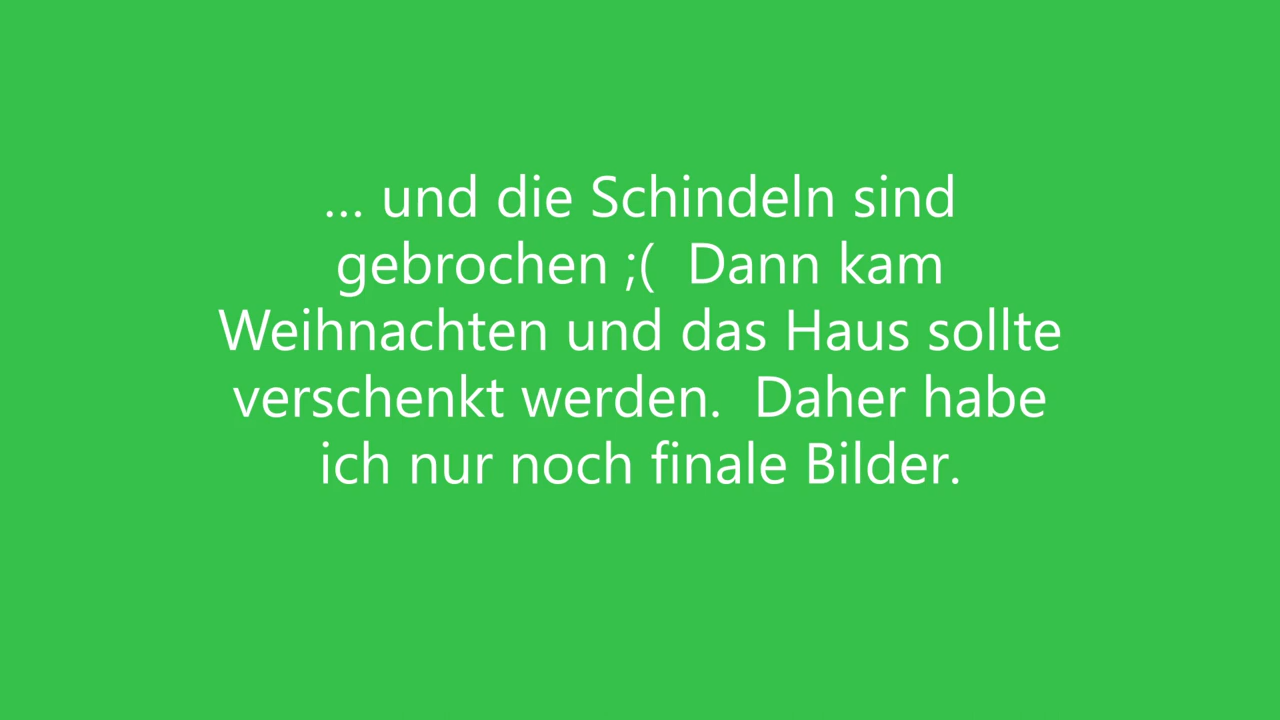 ... und die Schindeln sind
gebrochen ;(  Dann kam
Weihnachten und das Haus sollte
verschenkt werden.  Daher habe
ich nur noch finale Bilder.